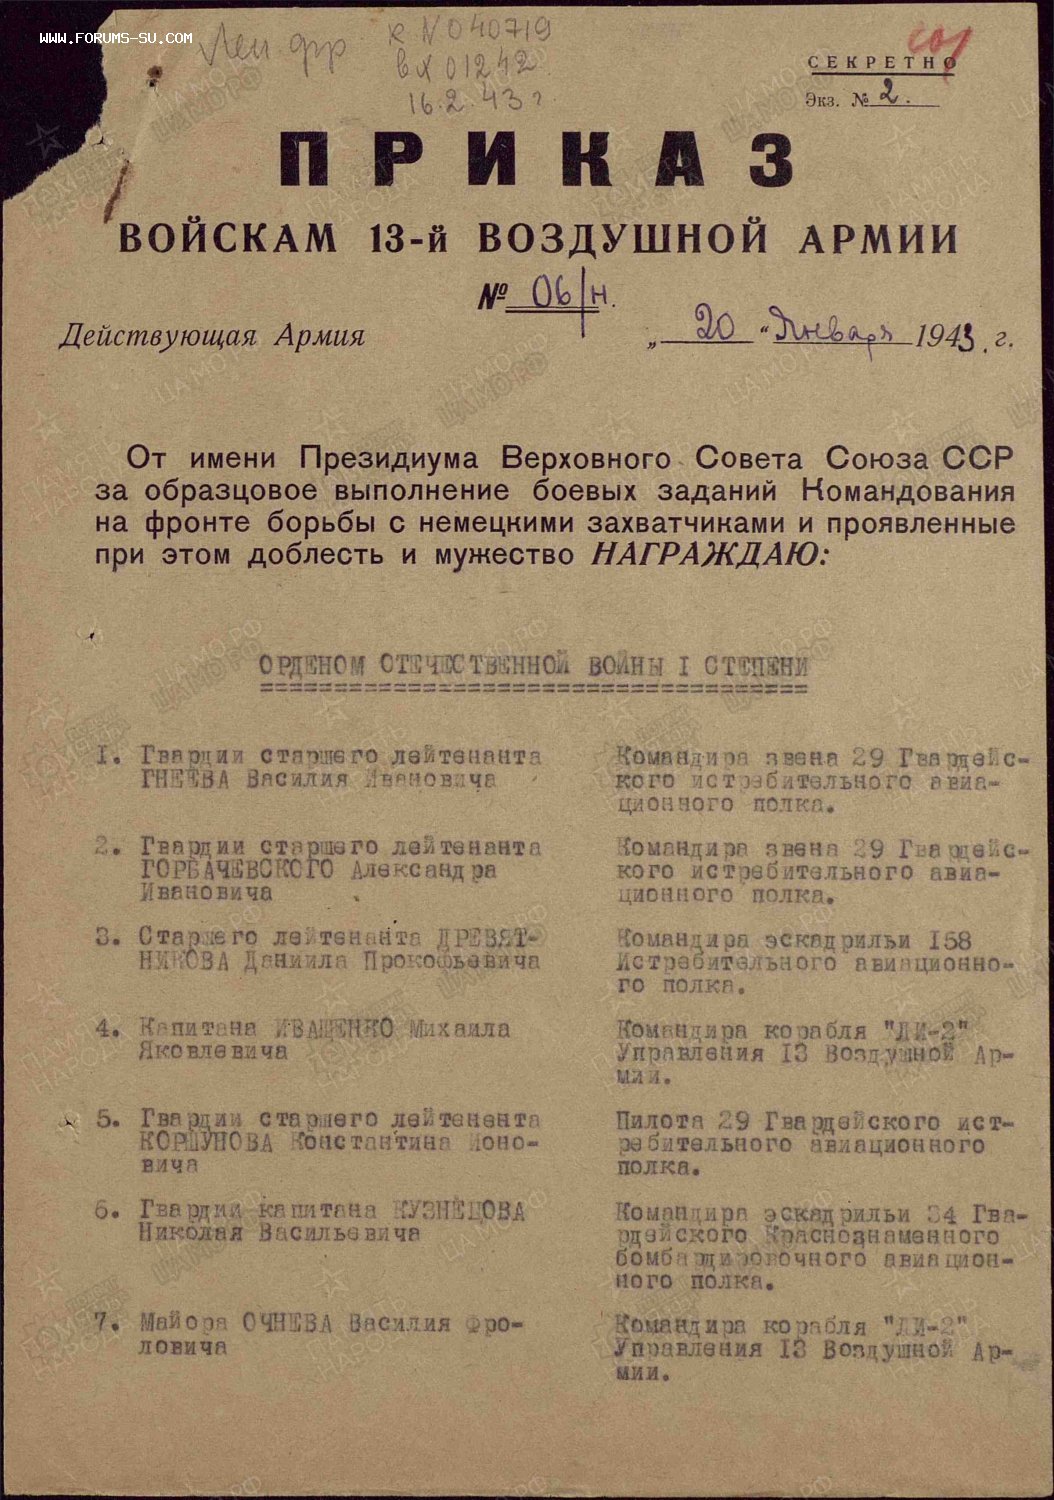 WWW.FORUMS-SU.COM
Лен. фр
к N 040719
вх 01242
16.2.43 г.
СЕКРЕТНО
Экз. № 2.
ПРИКАЗ
ВОЙСКАМ 13-й ВОЗДУШНОЙ АРМИИ
№ 06/н.
Действующая Армия „ 20 “ Января 1943. г.
От имени Президиума Верховного Совета Союза ССР
за образцовое выполнение боевых заданий Командования
на фронте борьбы с немецкими захватчиками и проявленные
при этом доблесть и мужество НАГРАЖДАЮ:
ОРДЕНОМ ОТЕЧЕСТВЕННОЙ ВОЙНЫ I СТЕПЕНИ
1. Гвардии старшего лейтенанта
ГНЕЕВА Василия Ивановича
Командира звена 29 Гвардейс-
кого истребительного авиа-
ционного полка.
2. Гвардии старшего лейтенанта
ГОРБАЧЕВСКОГО Александра
Ивановича
Командира звена 29 Гвардейс-
кого истребительного авиа-
ционного полка.
3. Старшего лейтенанта ДРЕВЯТ-
НИКОВА Даниила Прокофьевича
Командира эскадрильи 158
Истребительного авиационно-
го полка.
4. Капитана ИВАЩЕНКО Михаила
Яковлевича
Командира корабля "ЛИ-2"
Управления 13 Воздушной Ар-
мии.
5. Гвардии старшего лейтенента
КОРШУНОВА Константина Ионо-
вича
Пилота 29 Гвардейского ист-
ребительного авиационного
полка.
6. Гвардии капитана КУЗНЕЦОВА
Николая Васильевича
Командира эскадрильи 34 Гва-
рдейского Краснознаменного
бомбардировочного авиацион-
ного полка.
7. Майора ОЧНЕВА Василия Фро-
ловича
Командира корабля "ЛИ-2"
Управления 13 Воздушной Ар-
мии.